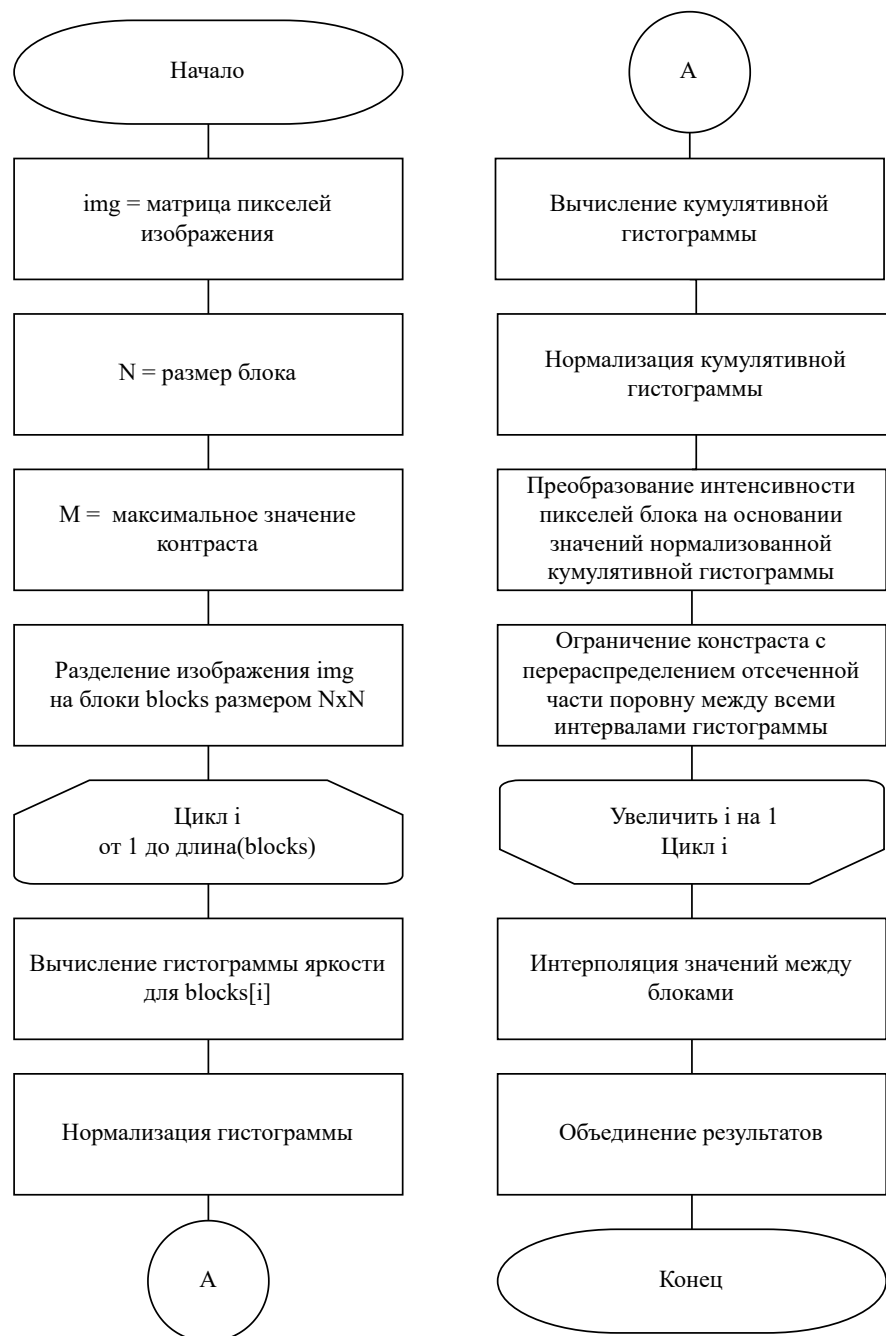 Начало
img = матрица пикселей
изображения
N = размер блока
M = максимальное значение
контраста
Разделение изображения img
на блоки blocks размером NxN
Цикл i
от 1 до длина(blocks)
Вычисление гистограммы яркости
для blocks[i]
Нормализация гистограммы
А
А
Вычисление кумулятивной
гистограммы
Нормализация кумулятивной
гистограммы
Преобразование интенсивности
пикселей блока на основании
значений нормализованной
кумулятивной гистограммы
Ограничение констраста с
перераспределением отсеченной
части поровну между всеми
интервалами гистограммы
Увеличить i на 1
Цикл i
Интерполяция значений между
блоками
Объединение результатов
Конец